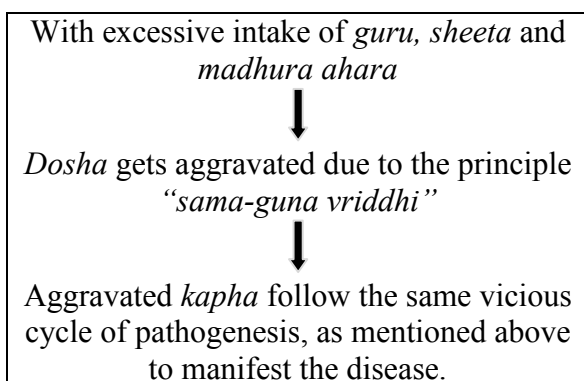 With excessive intake of guru, sheeta and
madhura ahara
Dosha gets aggravated due to the principle
“sama-guna vriddhi”
Aggravated kapha follow the same vicious
cycle of pathogenesis, as mentioned above
to manifest the disease.